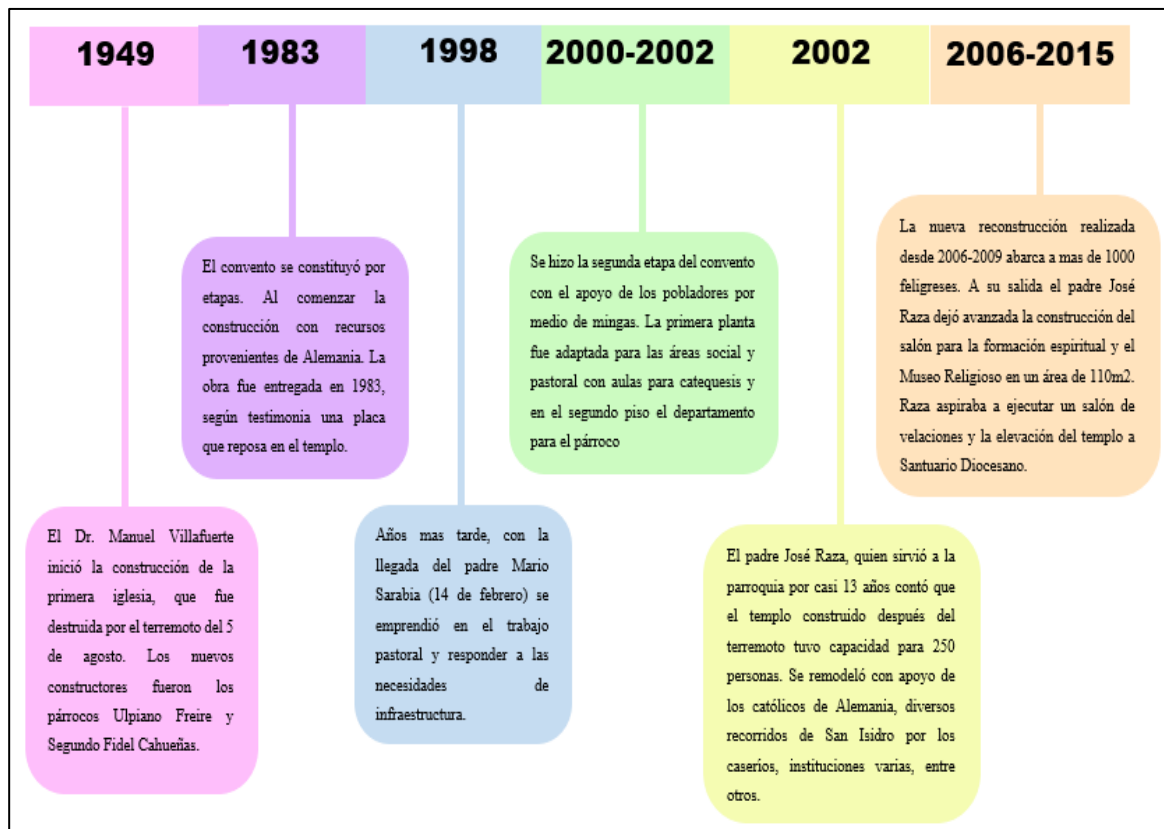 1949
1983
1998
2000-2002
2002
2006-2015
El Dr. Manuel Villafuerte
inició la construcción de la
primera iglesia, que fue
destruida por el terremoto del 5
de agosto. Los nuevos
constructores fueron los
párrocos Ulpiano Freire y
Segundo Fidel Cahueñas.
El convento se constituyó por
etapas. Al comenzar la
construcción con recursos
provenientes de Alemania. La
obra fue entregada en 1983,
según testimonia una placa
que reposa en el templo.
Años mas tarde, con la
llegada del padre Mario
Sarabia (14 de febrero) se
emprendió en el trabajo
pastoral y responder a las
necesidades de
infraestructura.
Se hizo la segunda etapa del convento
con el apoyo de los pobladores por
medio de mingas. La primera planta
fue adaptada para las áreas social y
pastoral con aulas para catequesis y
en el segundo piso el departamento
para el párroco
El padre José Raza, quien sirvió a la
parroquia por casi 13 años contó que
el templo construido después del
terremoto tuvo capacidad para 250
personas. Se remodeló con apoyo de
los católicos de Alemania, diversos
recorridos de San Isidro por los
caseríos, instituciones varias, entre
otros.
La nueva reconstrucción realizada
desde 2006-2009 abarca a mas de 1000
feligreses. A su salida el padre José
Raza dejó avanzada la construcción del
salón para la formación espiritual y el
Museo Religioso en un área de 110m2.
Raza aspiraba a ejecutar un salón de
velaciones y la elevación del templo a
Santuario Diocesano.